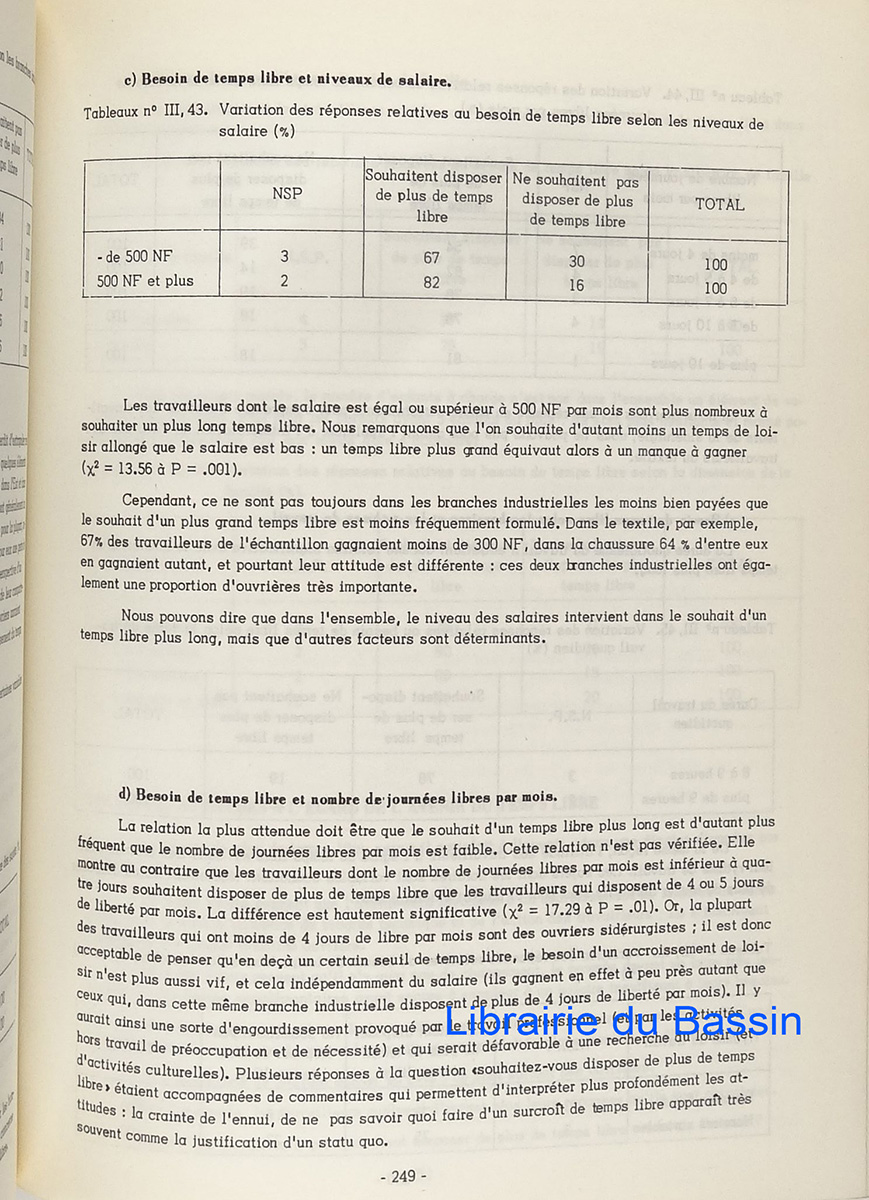 c) Besoin de temps libre et niveaux de salaire.
Tableaux nº III, 43. Variation des réponses relatives au besoin de temps libre selon les niveaux de
salaire (%)
NSP
Souhaitent disposer
de plus de temps
libre
Ne souhaitent pas
disposer de plus
de temps libre
TOTAL
- de 500 NF 3 67 30 100
500 NF et plus 2 82 16 100
Les travailleurs dont le salaire est égal ou supérieur à 500 NF par mois sont plus nombreux à
souhaiter un plus long temps libre. Nous remarquons que l'on souhaite d'autant moins un temps de loi-
sir allongé que le salaire est bas : un temps libre plus grand équivaut alors à un manque à gagner
(χ² = 13.56 à P = .001).
Cependant, ce ne sont pas toujours dans les branches industrielles les moins bien payées que
le souhait d'un plus grand temps libre est moins fréquemment formulé. Dans le textile, par exemple,
67% des travailleurs de l'échantillon gagnaient moins de 300 NF, dans la chaussure 64 % d'entre eux
en gagnaient autant, et pourtant leur attitude est différente : ces deux branches industrielles ont éga-
lement une proportion d'ouvrières très importante.
Nous pouvons dire que dans l'ensemble, le niveau des salaires intervient dans le souhait d'un
temps libre plus long, mais que d'autres facteurs sont déterminants.
d) Besoin de temps libre et nombre de journées libres par mois.
La relation la plus attendue doit être que le souhait d'un temps libre plus long est d'autant plus
fréquent que le nombre de journées libres par mois est faible. Cette relation n'est pas vérifiée. Elle
montre au contraire que les travailleurs dont le nombre de journées libres par mois est inférieur à qua-
tre jours souhaitent disposer de plus de temps libre que les travailleurs qui disposent de 4 ou 5 jours
de liberté par mois. La différence est hautement significative (χ² = 17.29 à P = .01). Or, la plupart
des travailleurs qui ont moins de 4 jours de libre par mois sont des ouvriers sidérurgistes ; il est donc
acceptable de penser qu'en deçà un certain seuil de temps libre, le besoin d'un accroissement de loi-
sir n'est plus aussi vif, et cela indépendamment du salaire (ils gagnent en effet à peu près autant que
ceux qui, dans cette même branche industrielle disposent de plus de 4 jours de liberté par mois). Il y
aurait ainsi une sorte d'engourdissement provoqué par le travail professionnel (et par les activités
hors travail de préoccupation et de nécessité) et qui serait défavorable à une recherche du loisir (et
d'activités culturelles). Plusieurs réponses à la question «souhaitez-vous disposer de plus de temps
libre» étaient accompagnées de commentaires qui permettent d'interpréter plus profondément les at-
titudes : la crainte de l'ennui, de ne pas savoir quoi faire d'un surcroît de temps libre apparaît très
souvent comme la justification d'un statu quo.
Librairie du Bassin
- 249 -